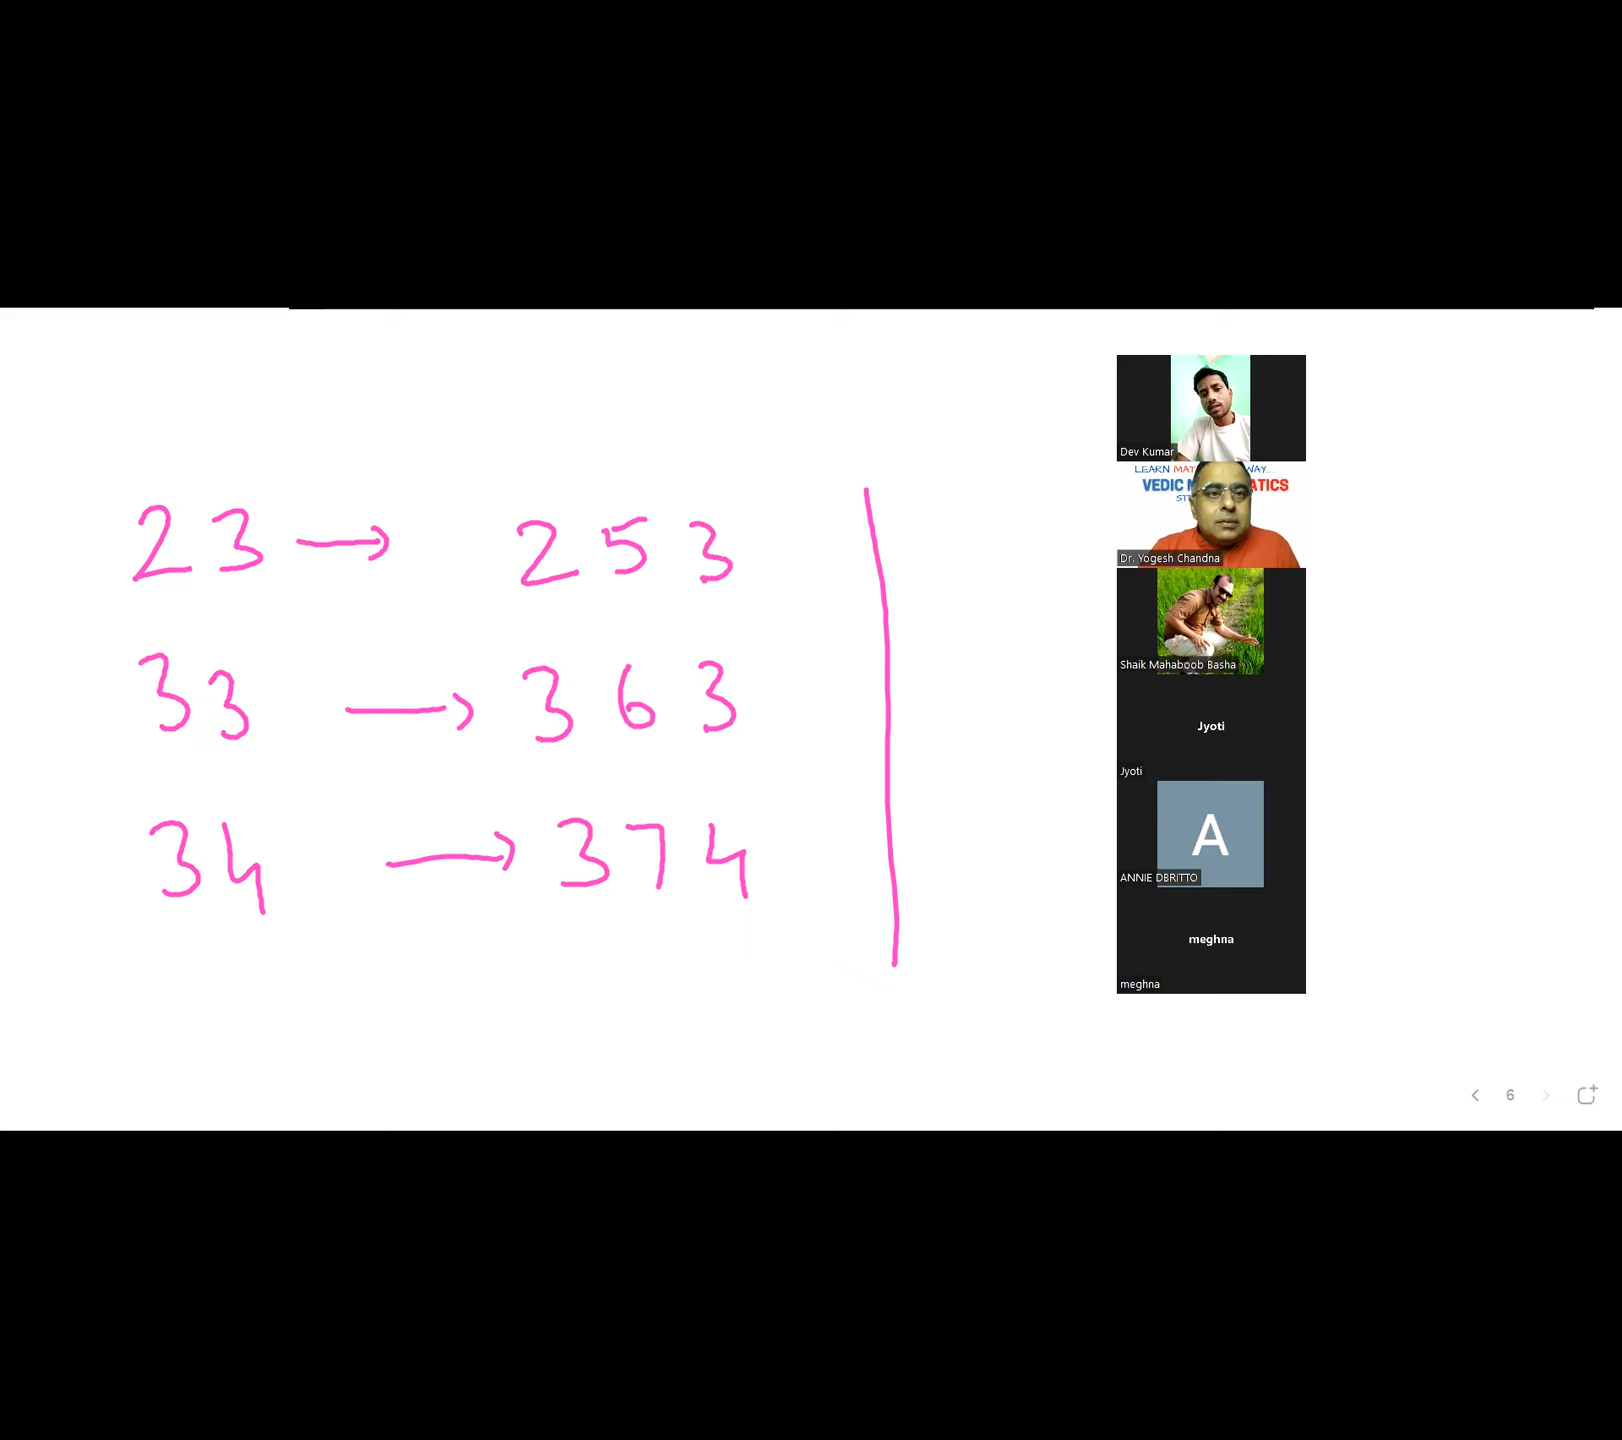 23 → 253
33 → 363
34 → 374
Dev Kumar
LEARN WAY....
VEDIC ATICS
Dr. Yogesh Chandna
Shaik Mahaboob Basha
Jyoti
Jyoti
A
ANNIE DBRITTO
meghna
meghna
< 6 >